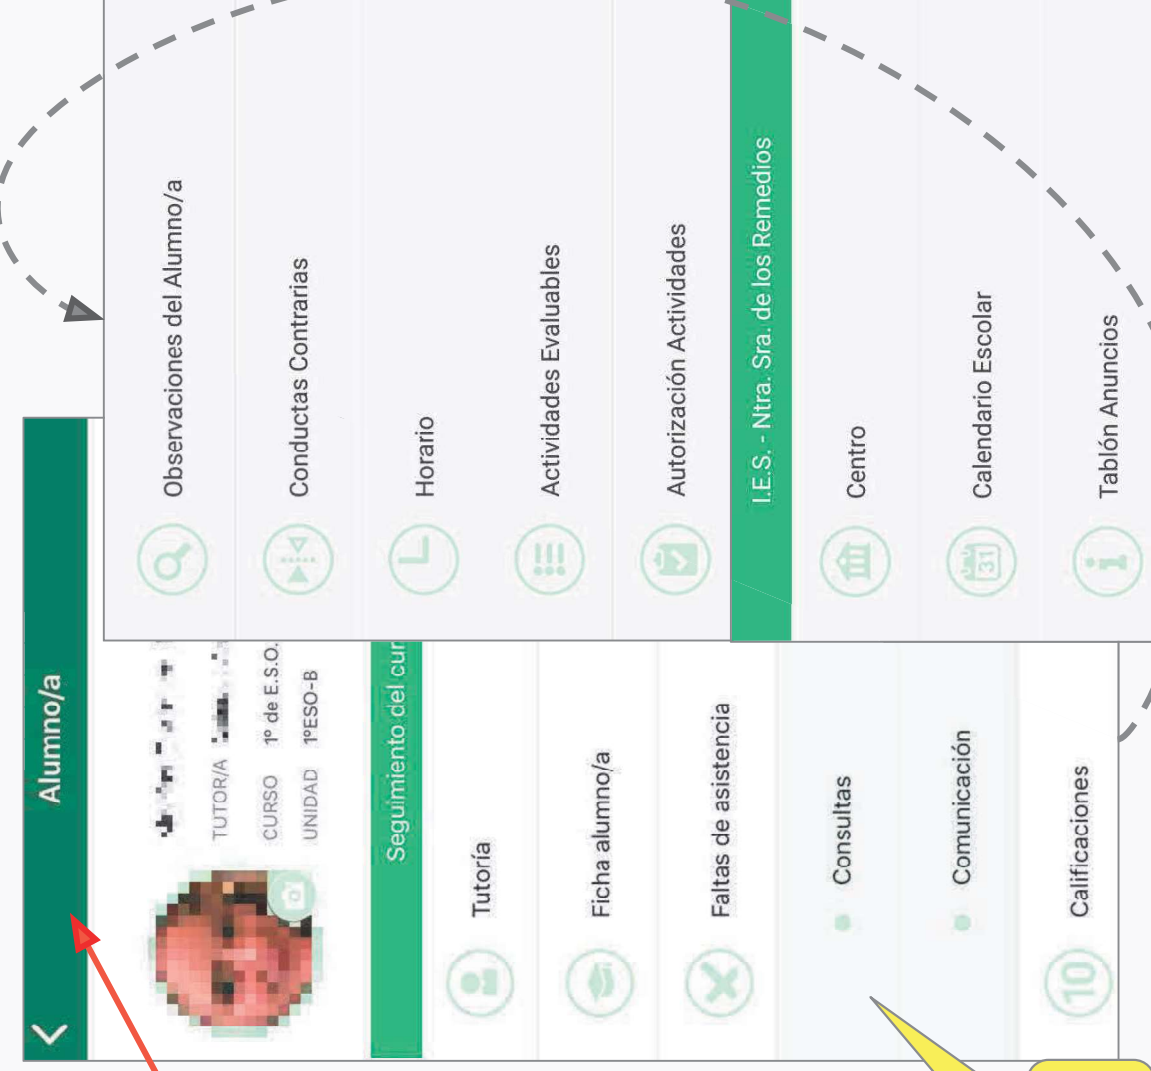 Alumno/a
TUTOR/A
CURSO 1º de E.S.O.
UNIDAD 1ºESO-B
Seguimiento del cur
Tutoría
Ficha alumno/a
Faltas de asistencia
Consultas
Comunicación
10 Calificaciones
Observaciones del Alumno/a
Conductas Contrarias
Horario
Actividades Evaluables
Autorización Actividades
I.E.S. - Ntra. Sra. de los Remedios
Centro
31 Calendario Escolar
Tablón Anuncios